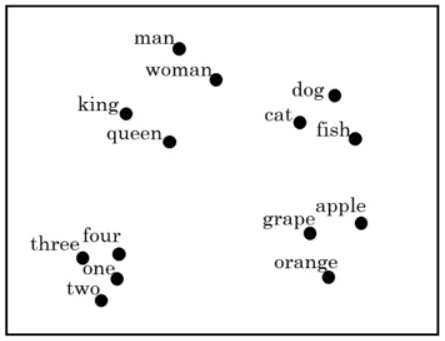 man
woman
king
queen
dog
cat
fish
apple
grape
orange
four
three
one
two